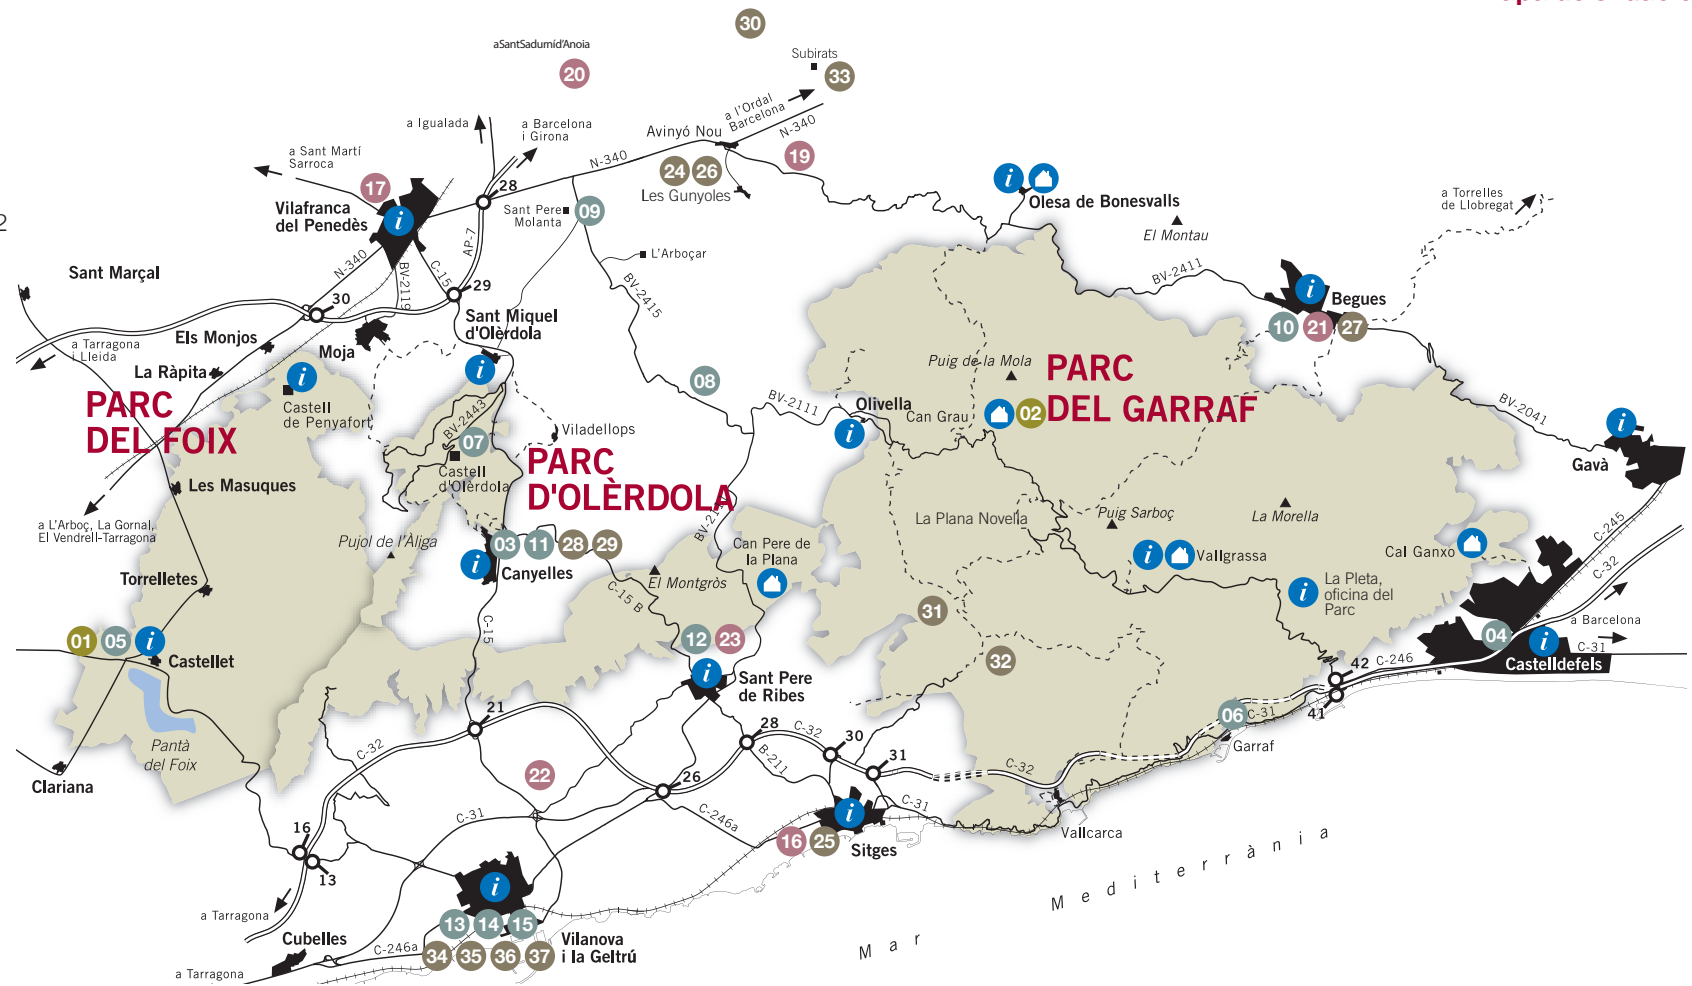 30
aSantSadurníd'Anoia
20
Subirats
33
a Igualada
a Barcelona
i Girona
a l'Ordal
Barcelona
N-340
Avinyó Nou
19
a Sant Martí
Sarroca
N-340
24
26
Les Gunyoles
17
28
Vilafranca
del Penedès
i
Sant Pere
Molanta
09
i
Olesa de Bonesvalls
El Montau
a Torrelles
de Llobregat
2
AP-7
N-340
BV-2119
C-15
L'Arboçar
BV-2415
BV-2411
Sant Marçal
29
30
i
Begues
10
21
27
Sant Miquel
d'Olèrdola
Els Monjos
Moja
a Tarragona
i Lleida
La Ràpita
i
i
Puig de la Mola
PARC
DEL GARRAF
08
BV-2111
Olivella
i
Can Grau
02
BV-2041
i
Gavà
PARC
DEL FOIX
Castell
de Penyafort
BV-2443
07
Castell
d'Olèrdola
Viladellops
PARC
D'OLÈRDOLA
Les Masuques
a L'Arboç, La Gornal,
El Vendrell-Tarragona
Pujol de l'Àliga
03
11
28
29
i
Canyelles
La Plana Novella
Puig Sarboç
La Morella
Can Pere de
la Plana
i
Vallgrassa
Cal Ganxo
C-245
C-32
El Montgròs
C-15 B
C-15
Torrelletes
i
La Pleta,
oficina del
Parc
a Barcelona
01
05
i
Castellet
12
23
31
04
i
C-31
Castelldefels
32
i
Sant Pere
de Ribes
42
C-246
41
Pantà
del Foix
21
C-32
28
C-32
B-211
30
31
06
C-31
Garraf
Clariana
22
26
C-32
C-31
C-246a
i
C-31
Vallcarca
16
13
16
25
Sitges
i
a Tarragona
13
14
15
Vilanova
i la Geltrú
Cubelles
C-246a
34
35
36
37
a Tarragona
Mar Mediterrània